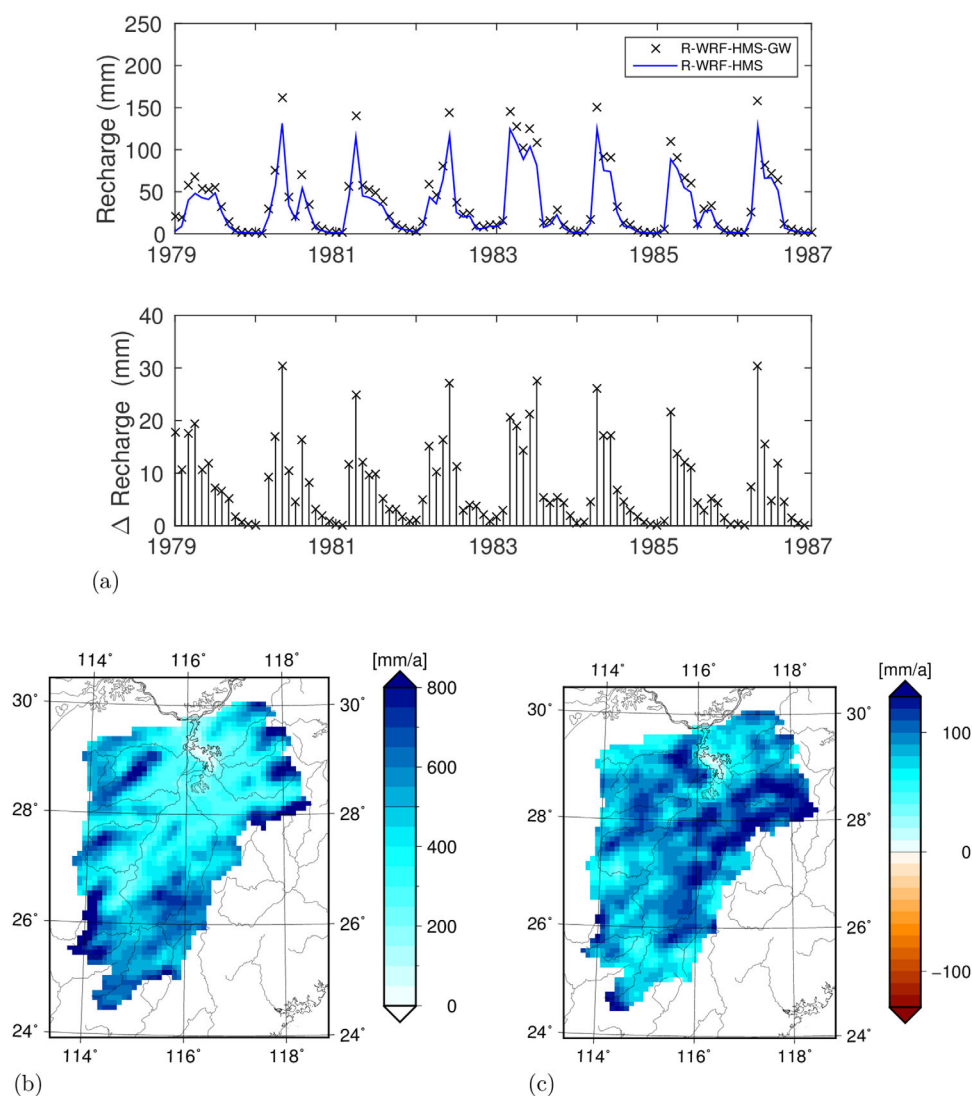 250
200
150
100
50
0
Recharge (mm)
× R-WRF-HMS-GW
R-WRF-HMS
1979 1981 1983 1985 1987
40
30
20
10
0
Δ Recharge (mm)
1979 1981 1983 1985 1987
(a)
114° 116° 118°
[mm/a]
30° 30°
28° 28°
26° 26°
24° 24°
114° 116° 118°
800
600
400
200
0
(b)
114° 116° 118°
[mm/a]
30° 30°
28° 28°
26° 26°
24° 24°
114° 116° 118°
100
0
−100
(c)